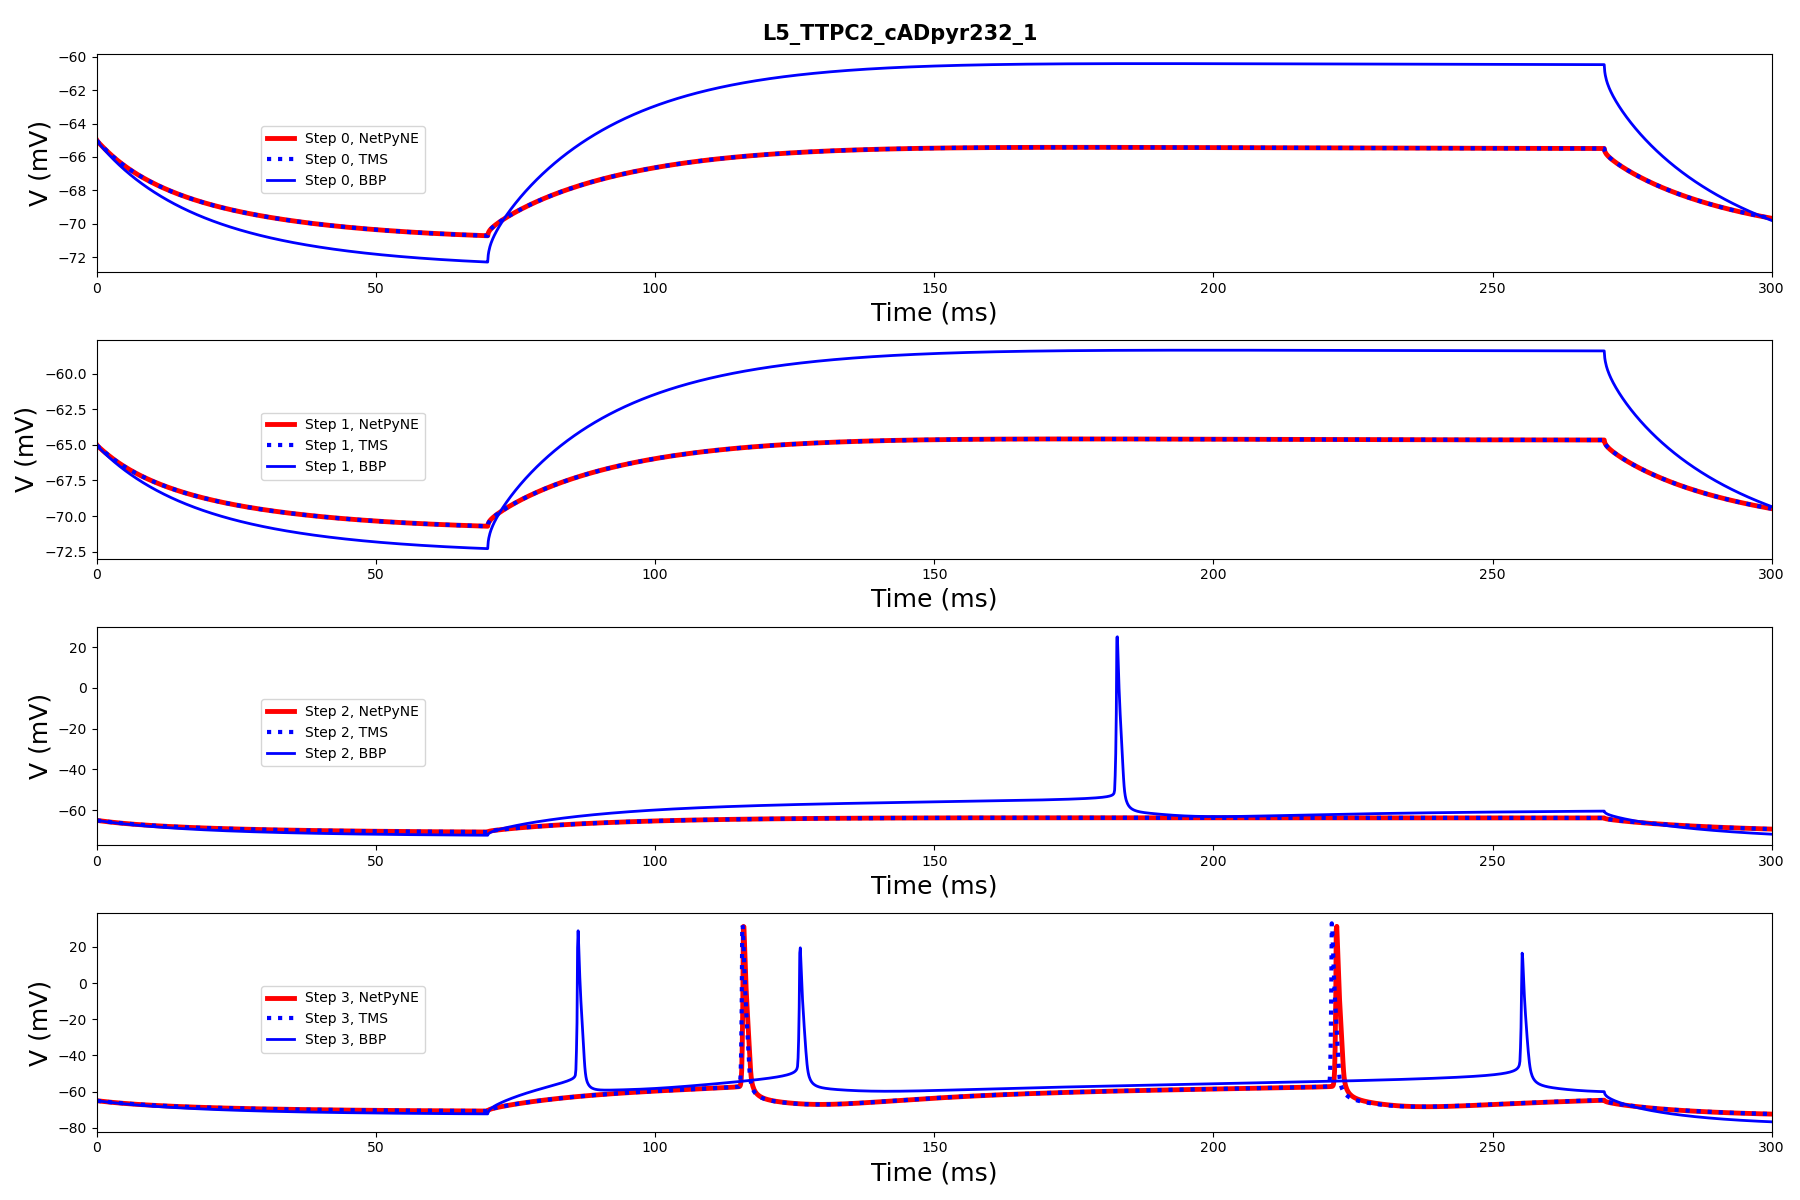 L5_TTPC2_cADpyr232_1
−60
−62
−64
−66
−68
−70
−72
V (mV)
Step 0, NetPyNE
Step 0, TMS
Step 0, BBP
0 50 100 150 200 250 300
Time (ms)
−60.0
−62.5
−65.0
−67.5
−70.0
−72.5
V (mV)
Step 1, NetPyNE
Step 1, TMS
Step 1, BBP
0 50 100 150 200 250 300
Time (ms)
20
0
−20
−40
−60
V (mV)
Step 2, NetPyNE
Step 2, TMS
Step 2, BBP
0 50 100 150 200 250 300
Time (ms)
20
0
−20
−40
−60
−80
V (mV)
Step 3, NetPyNE
Step 3, TMS
Step 3, BBP
0 50 100 150 200 250 300
Time (ms)